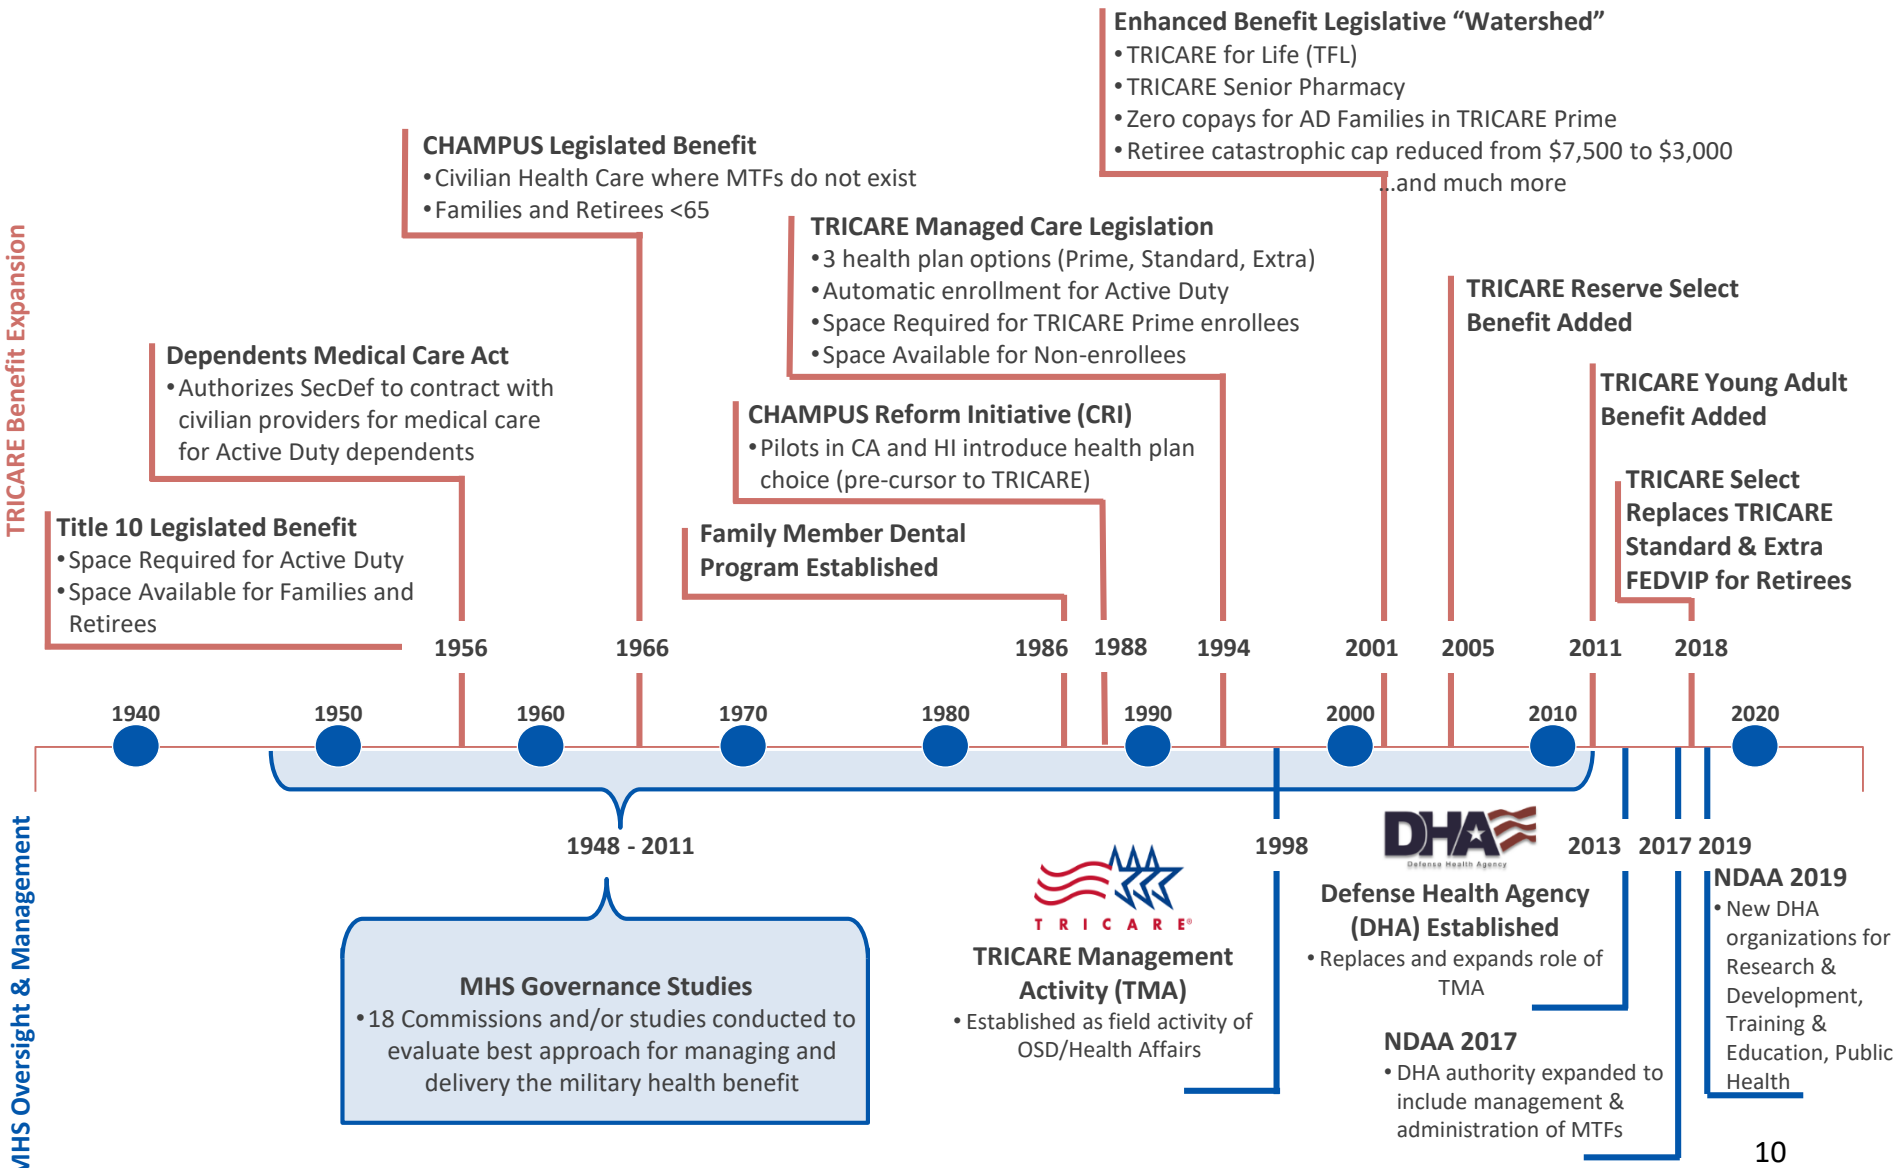 Enhanced Benefit Legislative “Watershed”
• TRICARE for Life (TFL)
• TRICARE Senior Pharmacy
• Zero copays for AD Families in TRICARE Prime
• Retiree catastrophic cap reduced from $7,500 to $3,000
...and much more
CHAMPUS Legislated Benefit
• Civilian Health Care where MTFs do not exist
• Families and Retirees <65
TRICARE Managed Care Legislation
• 3 health plan options (Prime, Standard, Extra)
• Automatic enrollment for Active Duty
• Space Required for TRICARE Prime enrollees
• Space Available for Non-enrollees
TRICARE Reserve Select
Benefit Added
Dependents Medical Care Act
• Authorizes SecDef to contract with
civilian providers for medical care
for Active Duty dependents
TRICARE Young Adult
Benefit Added
CHAMPUS Reform Initiative (CRI)
• Pilots in CA and HI introduce health plan
choice (pre-cursor to TRICARE)
TRICARE Select
Replaces TRICARE
Standard & Extra
FEDVIP for Retirees
Title 10 Legislated Benefit
• Space Required for Active Duty
• Space Available for Families and
Retirees
Family Member Dental
Program Established
TRICARE Benefit Expansion
1956 1966 1986 1988 1994 2001 2005 2011 2018
1940 1950 1960 1970 1980 1990 2000 2010 2020
MHS Oversight & Management
1948 - 2011
1998
2013 2017 2019
MHS Governance Studies
• 18 Commissions and/or studies conducted to
evaluate best approach for managing and
delivery the military health benefit
TRICARE®
TRICARE Management
Activity (TMA)
• Established as field activity of
OSD/Health Affairs
DHA
Defense Health Agency
Defense Health Agency
(DHA) Established
• Replaces and expands role of
TMA
NDAA 2017
• DHA authority expanded to
include management &
administration of MTFs
NDAA 2019
• New DHA
organizations for
Research &
Development,
Training &
Education, Public
Health
10